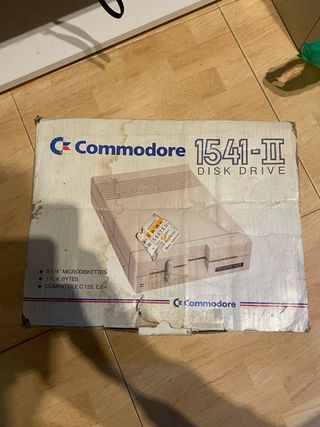 Commodore
1541-II
DISK DRIVE
5 1/4" MICRODISKETTES
170 K BYTES
COMPATIBLE C 128, C 64
Commodore